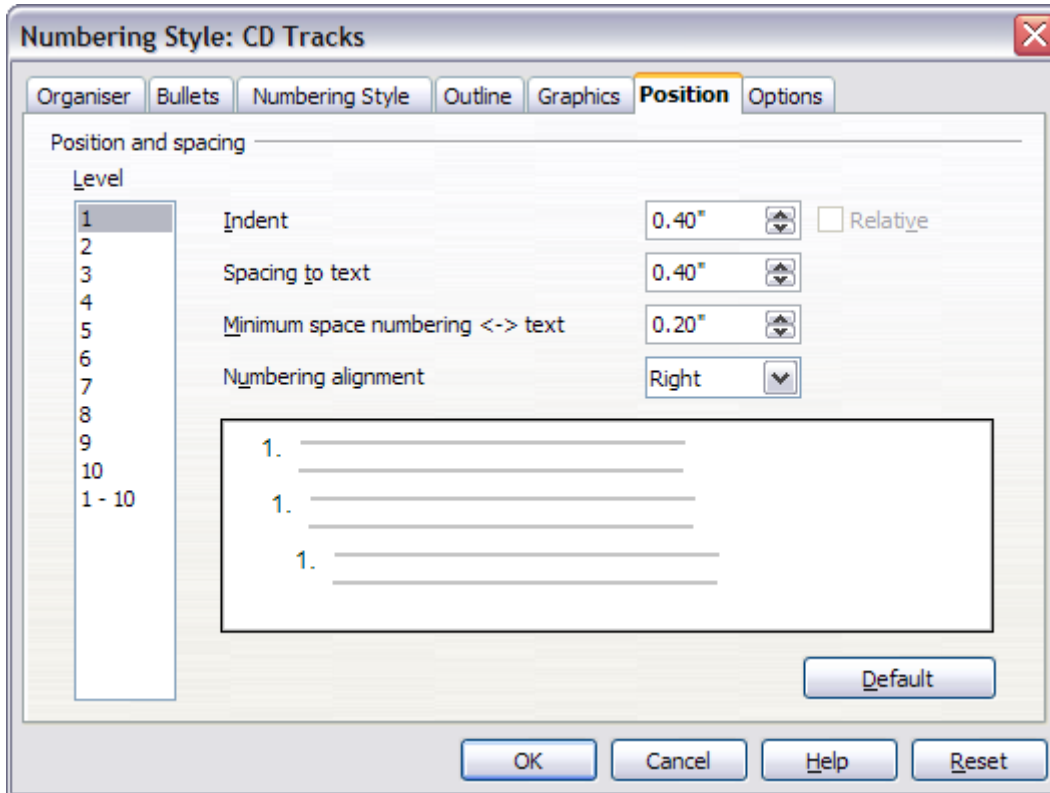 Numbering Style: CD Tracks
Organiser Bullets Numbering Style Outline Graphics Position Options
Position and spacing
Level
1
2
3
4
5
6
7
8
9
10
1 - 10
Indent 0.40" Relative
Spacing to text 0.40"
Minimum space numbering <-> text 0.20"
Numbering alignment Right
1.
1.
1.
Default
OK Cancel Help Reset